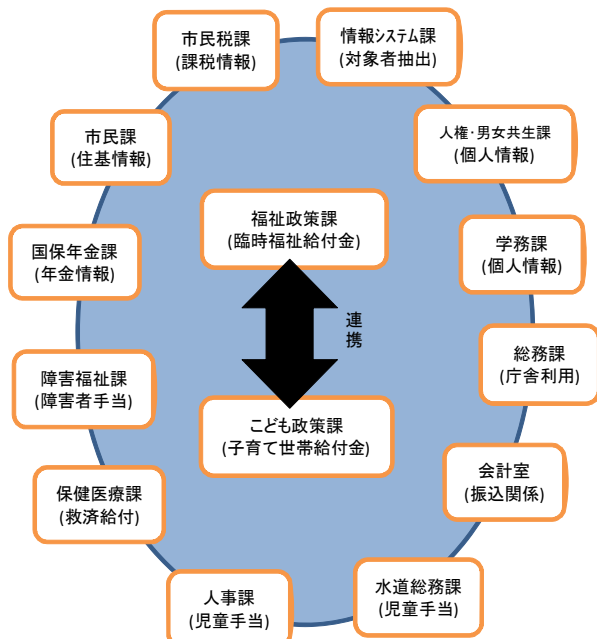 市民税課
(課税情報)
情報システム課
(対象者抽出)
市民課
(住基情報)
人権・男女共生課
(個人情報)
福祉政策課
(臨時福祉給付金)
国保年金課
(年金情報)
学務課
(個人情報)
連携
総務課
(庁舎利用)
障害福祉課
(障害者手当)
こども政策課
(子育て世帯給付金)
会計室
(振込関係)
保健医療課
(救済給付)
人事課
(児童手当)
水道総務課
(児童手当)